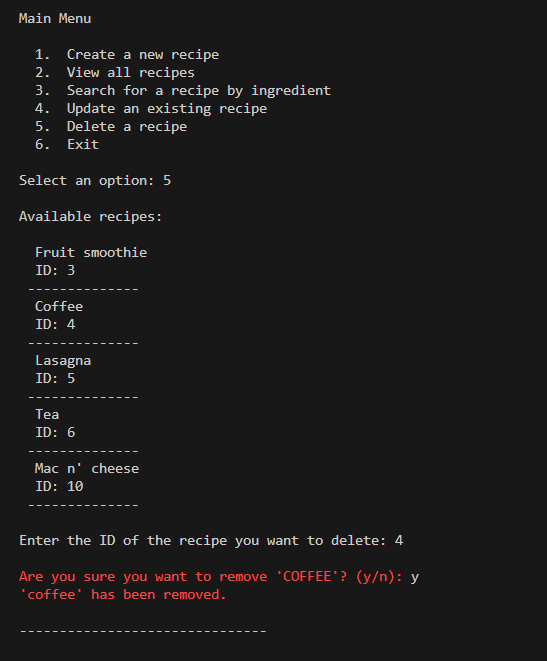 Main Menu
1. Create a new recipe
2. View all recipes
3. Search for a recipe by ingredient
4. Update an existing recipe
5. Delete a recipe
6. Exit
Select an option: 5
Available recipes:
Fruit smoothie
ID: 3
--------------
Coffee
ID: 4
--------------
Lasagna
ID: 5
--------------
Tea
ID: 6
--------------
Mac n' cheese
ID: 10
--------------
Enter the ID of the recipe you want to delete: 4
Are you sure you want to remove 'COFFEE'? (y/n): y
'coffee' has been removed.
-------------------------------